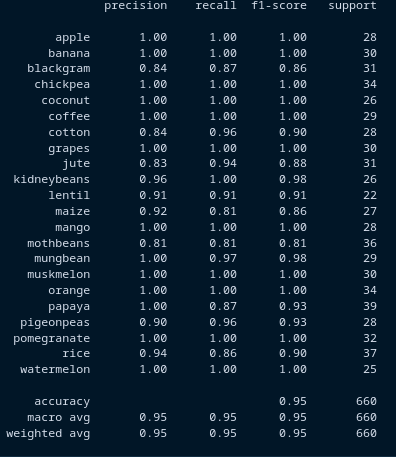 precision recall f1-score support
apple 1.00 1.00 1.00 28
banana 1.00 1.00 1.00 30
blackgram 0.84 0.87 0.86 31
chickpea 1.00 1.00 1.00 34
coconut 1.00 1.00 1.00 26
coffee 1.00 1.00 1.00 29
cotton 0.84 0.96 0.90 28
grapes 1.00 1.00 1.00 30
jute 0.83 0.94 0.88 31
kidneybeans 0.96 1.00 0.98 26
lentil 0.91 0.91 0.91 22
maize 0.92 0.81 0.86 27
mango 1.00 1.00 1.00 28
mothbeans 0.81 0.81 0.81 36
mungbean 1.00 0.97 0.98 29
muskmelon 1.00 1.00 1.00 30
orange 1.00 1.00 1.00 34
papaya 1.00 0.87 0.93 39
pigeonpeas 0.90 0.96 0.93 28
pomegranate 1.00 1.00 1.00 32
rice 0.94 0.86 0.90 37
watermelon 1.00 1.00 1.00 25
accuracy 0.95 660
macro avg 0.95 0.95 0.95 660
weighted avg 0.95 0.95 0.95 660